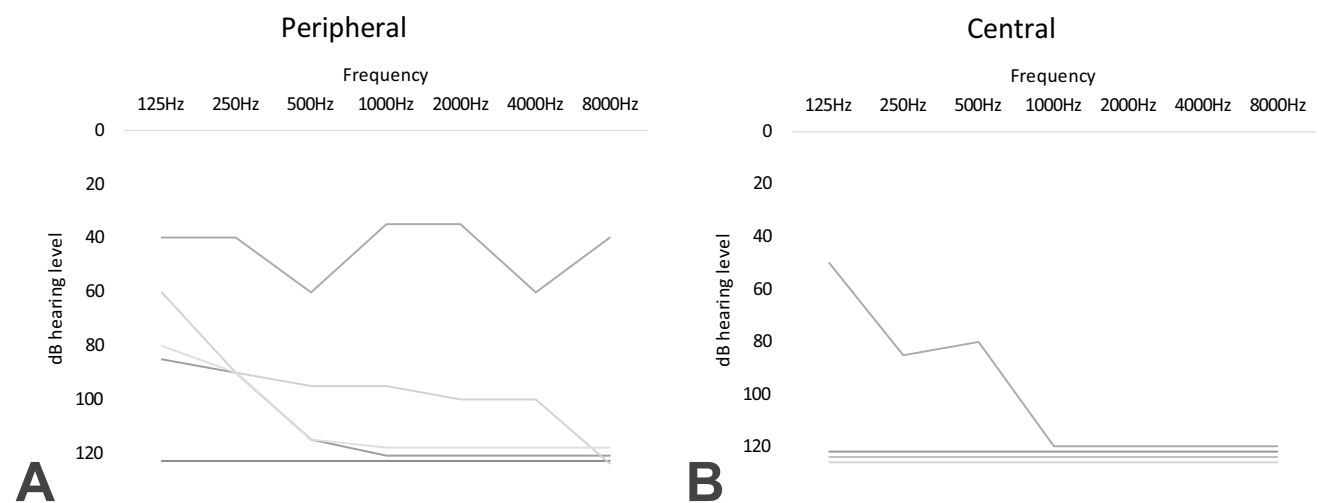 Peripheral
Frequency
125Hz 250Hz 500Hz 1000Hz 2000Hz 4000Hz 8000Hz
0
20
40
60
80
100
120
dB hearing level
A
Central
Frequency
125Hz 250Hz 500Hz 1000Hz 2000Hz 4000Hz 8000Hz
0
20
40
60
80
100
120
dB hearing level
B